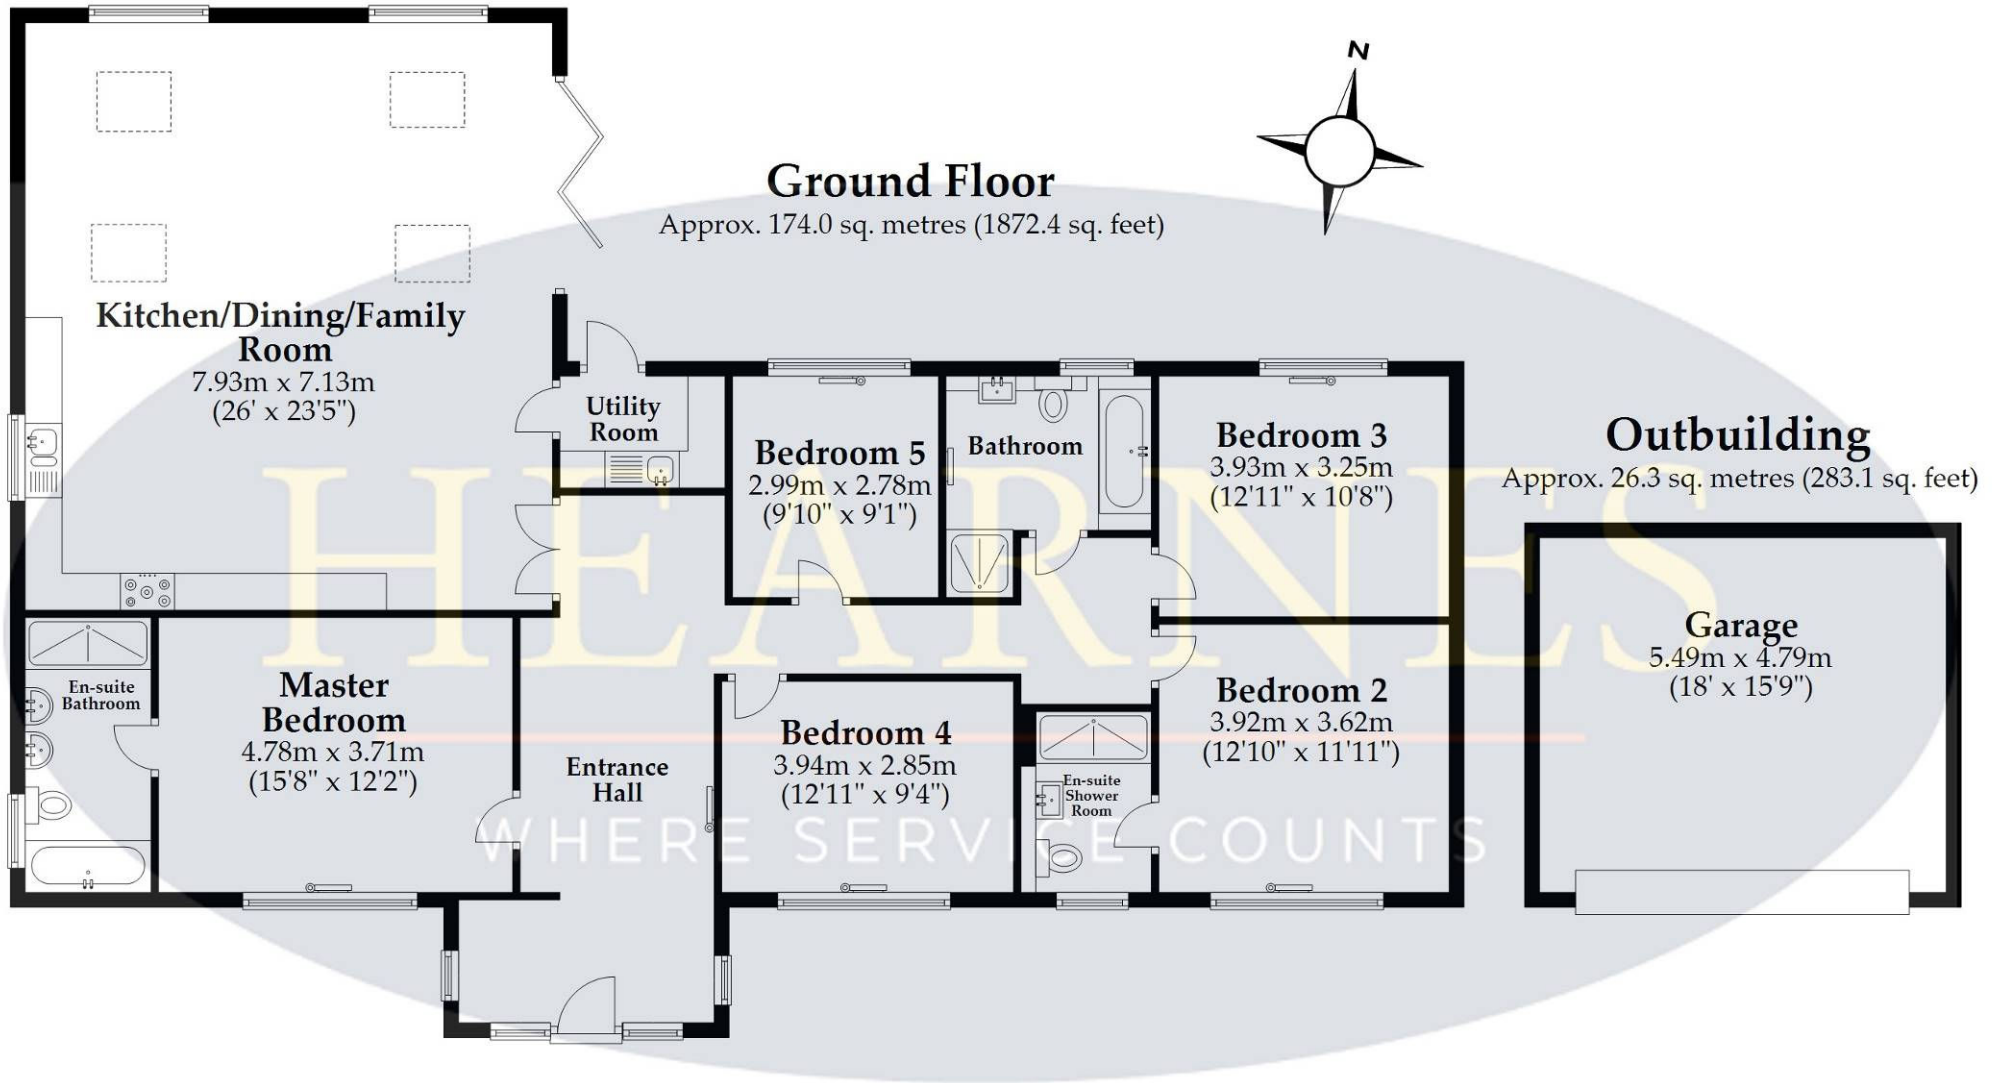 N
Ground Floor
Approx. 174.0 sq. metres (1872.4 sq. feet)
Kitchen/Dining/Family
Room
7.93m x 7.13m
(26' x 23'5")
Utility
Room
Bedroom 5
2.99m x 2.78m
(9'10" x 9'1")
Bathroom
Bedroom 3
3.93m x 3.25m
(12'11" x 10'8")
Outbuilding
Approx. 26.3 sq. metres (283.1 sq. feet)
HEARNES
Garage
5.49m x 4.79m
(18' x 15'9")
En-suite
Bathroom
Master
Bedroom
4.78m x 3.71m
(15'8" x 12'2")
Entrance
Hall
Bedroom 4
3.94m x 2.85m
(12'11" x 9'4")
En-suite
Shower
Room
Bedroom 2
3.92m x 3.62m
(12'10" x 11'11")
WHERE SERVICE COUNTS